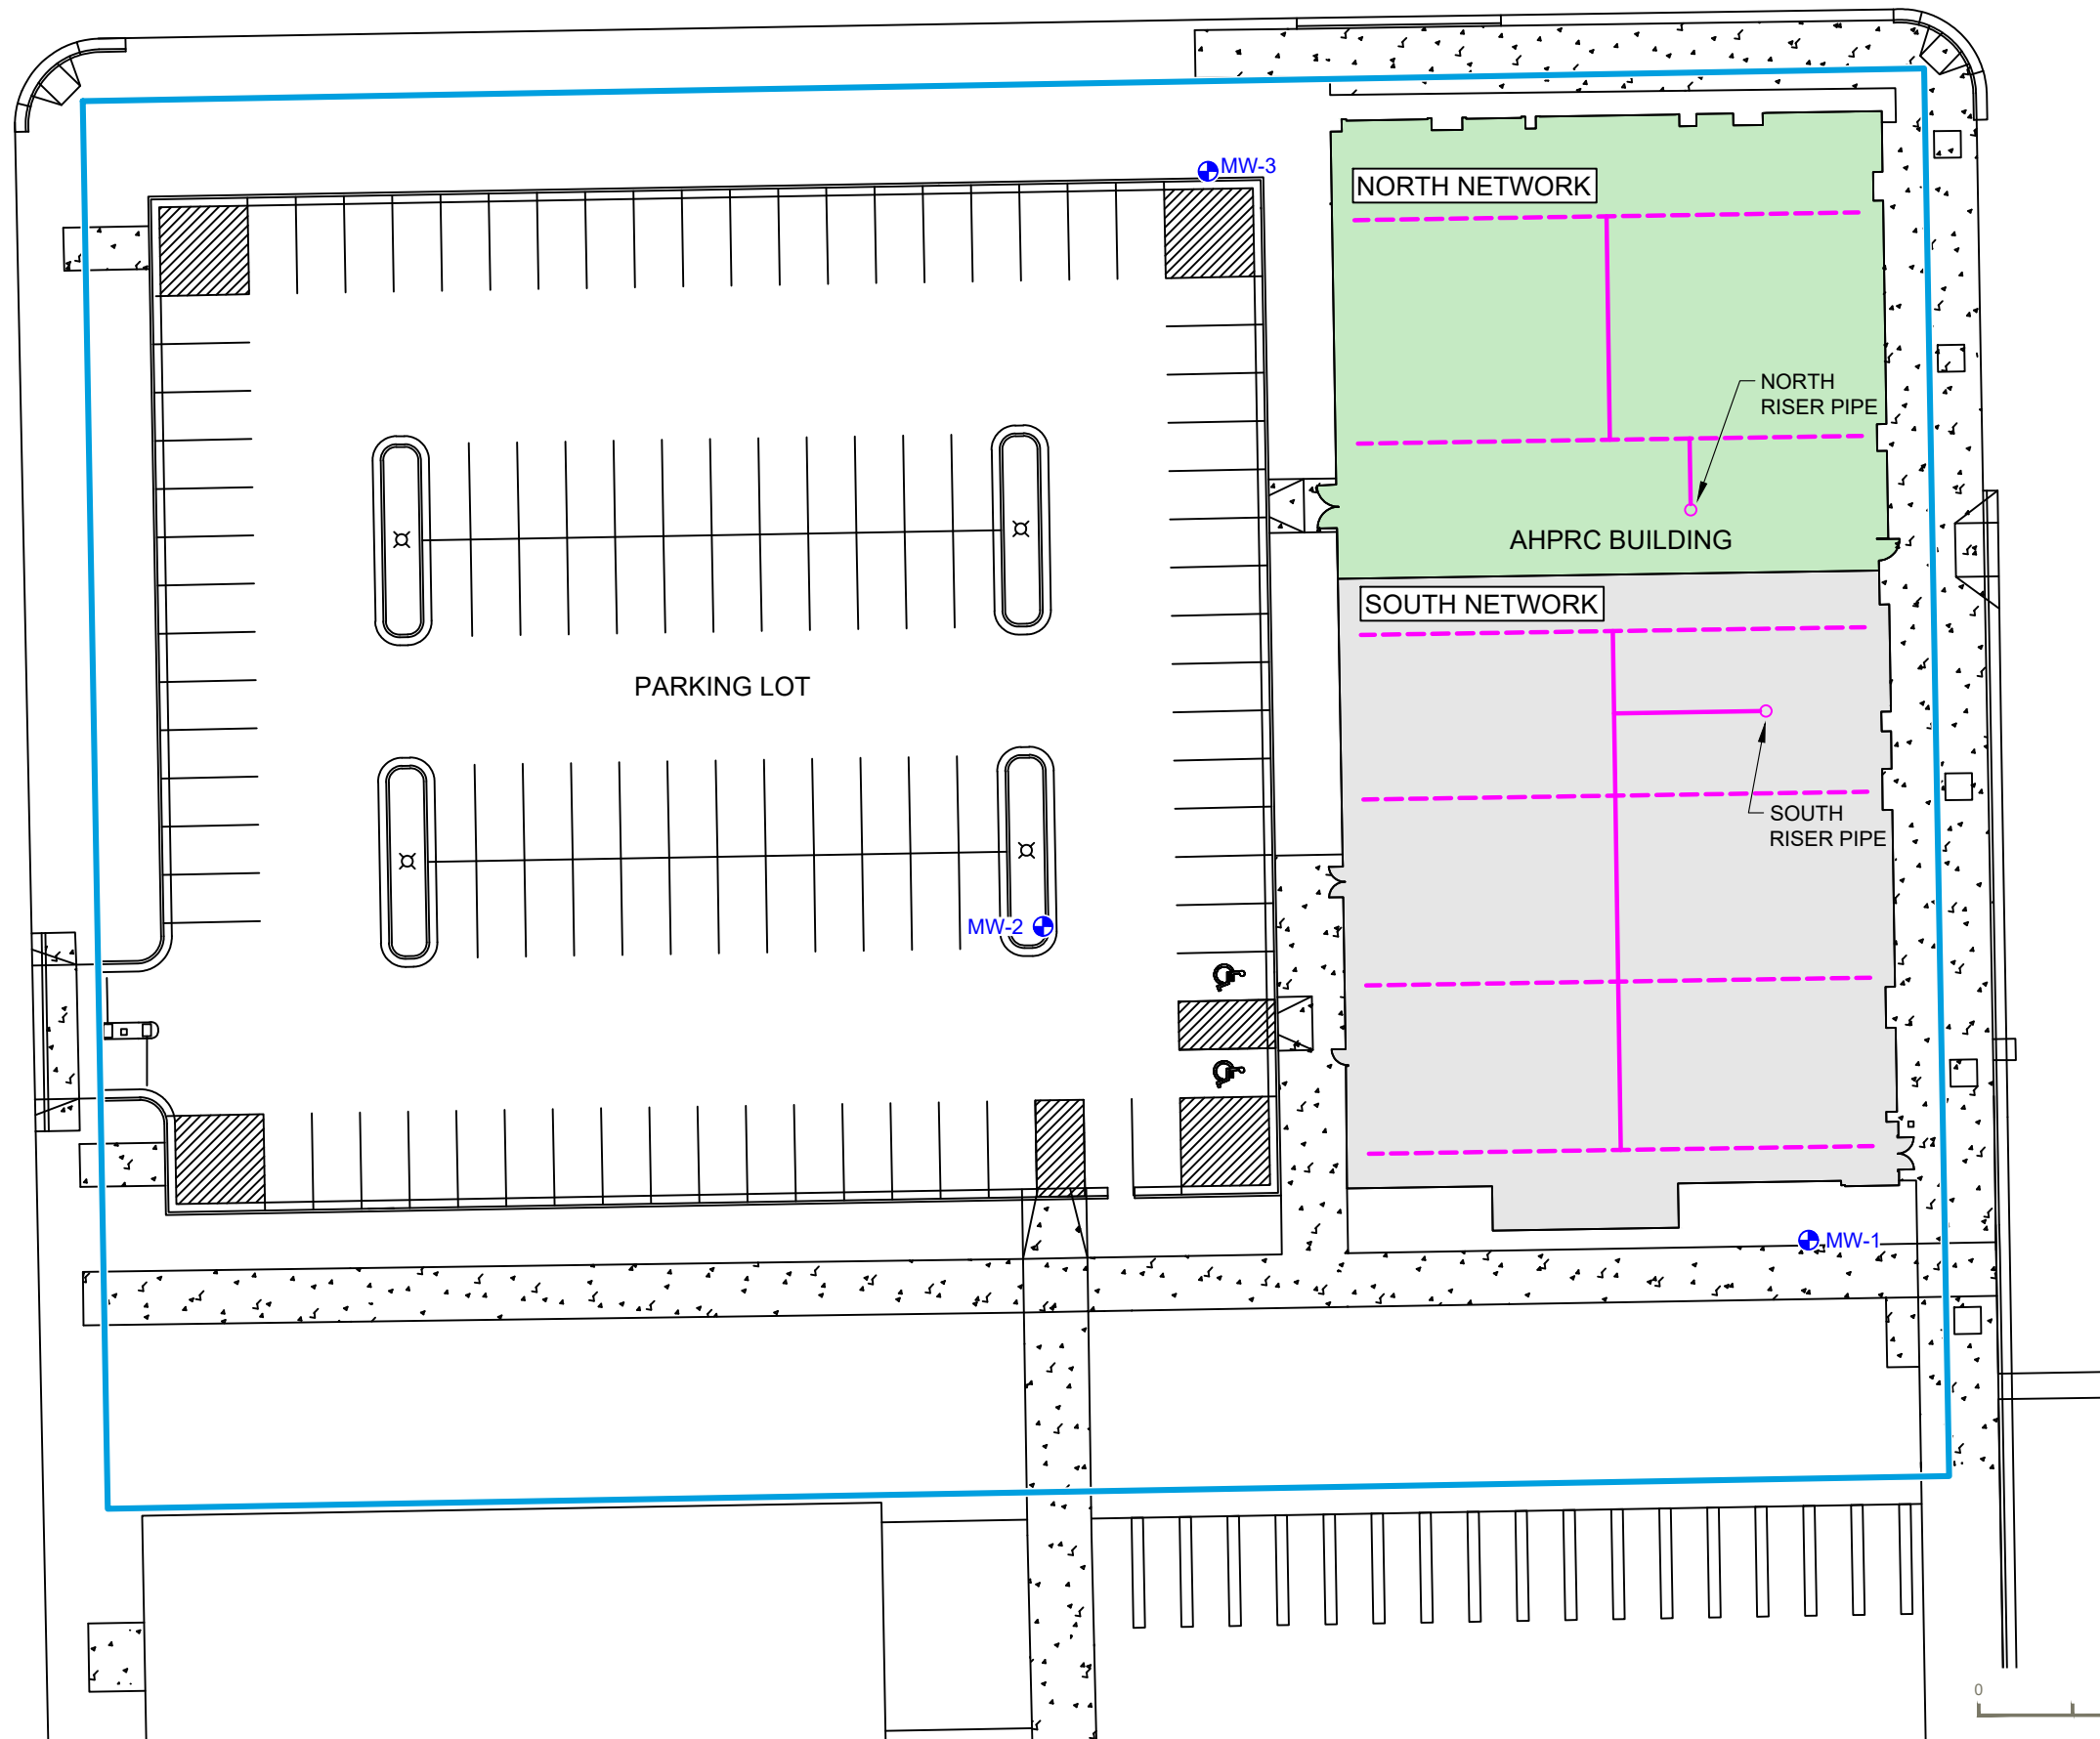 MW-3
NORTH NETWORK
NORTH
RISER PIPE
AHPRC BUILDING
SOUTH NETWORK
PARKING LOT
SOUTH
RISER PIPE
MW-2
MW-1
0